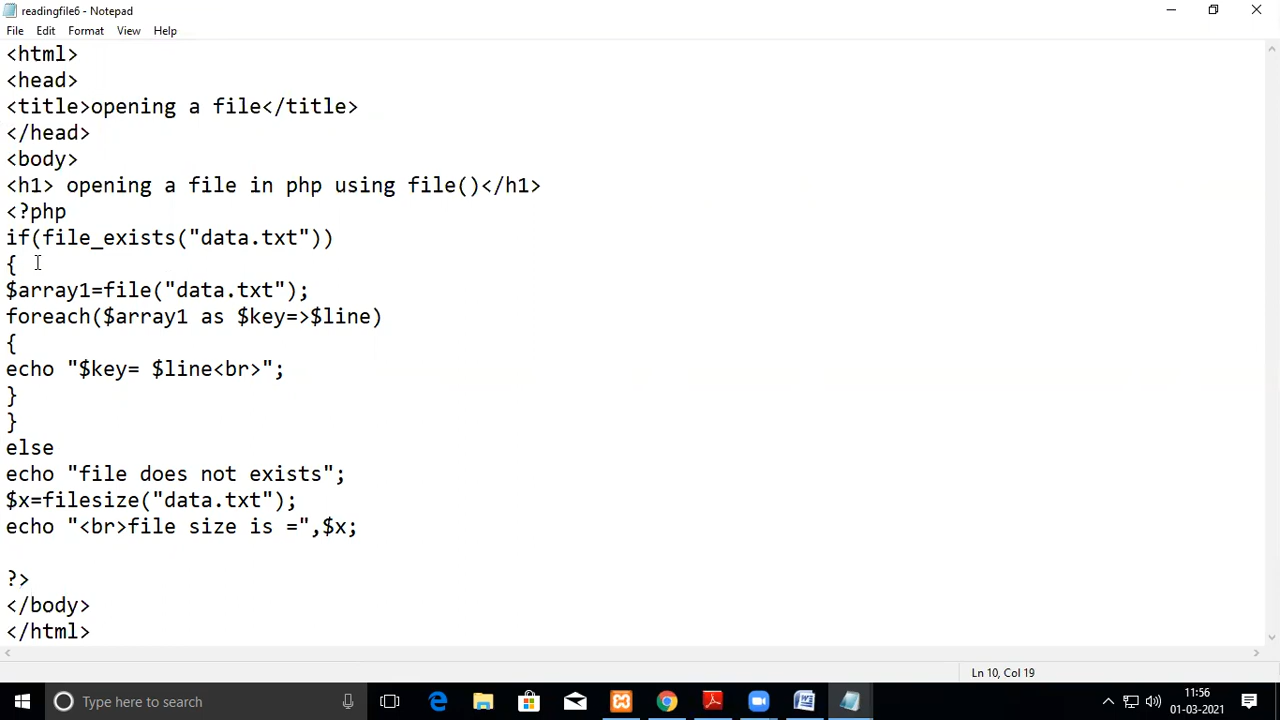 readingfile6 - Notepad
File Edit Format View Help
<html>
<head>
<title>opening a file</title>
</head>
<body>
<h1> opening a file in php using file()</h1>
<?php
if(file_exists("data.txt"))
{
$array1=file("data.txt");
foreach($array1 as $key=>$line)
{
echo "$key= $line<br>";
}
}
else
echo "file does not exists";
$x=filesize("data.txt");
echo "<br>file size is =",$x;
?>
</body>
</html>
Ln 10, Col 19
Type here to search
11:56
01-03-2021